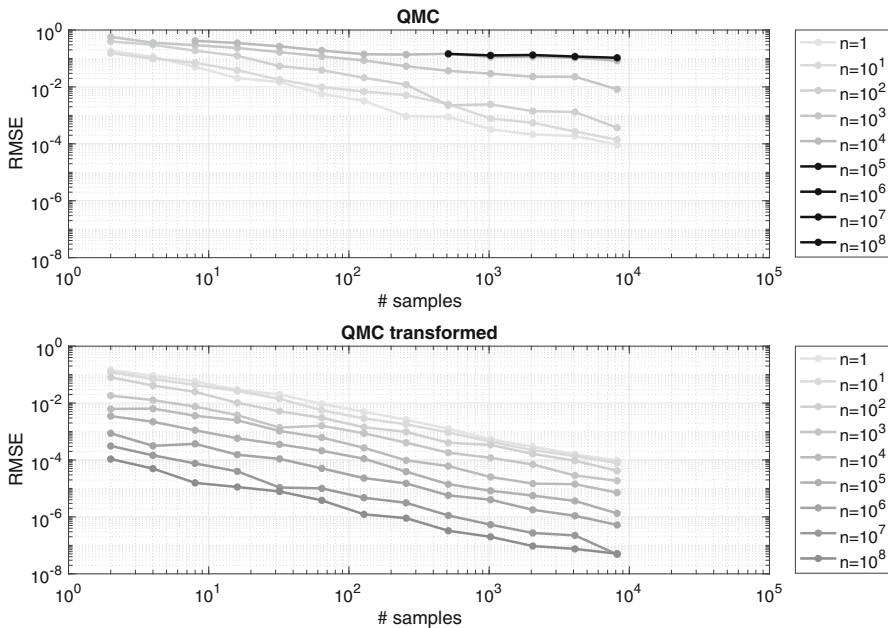 QMC
10^0
10^-2
10^-4
10^-6
10^-8
RMSE
10^0
10^1
10^2
10^3
10^4
10^5
# samples
n=1
n=10^1
n=10^2
n=10^3
n=10^4
n=10^5
n=10^6
n=10^7
n=10^8
QMC transformed
10^0
10^-2
10^-4
10^-6
10^-8
RMSE
10^0
10^1
10^2
10^3
10^4
10^5
# samples
n=1
n=10^1
n=10^2
n=10^3
n=10^4
n=10^5
n=10^6
n=10^7
n=10^8